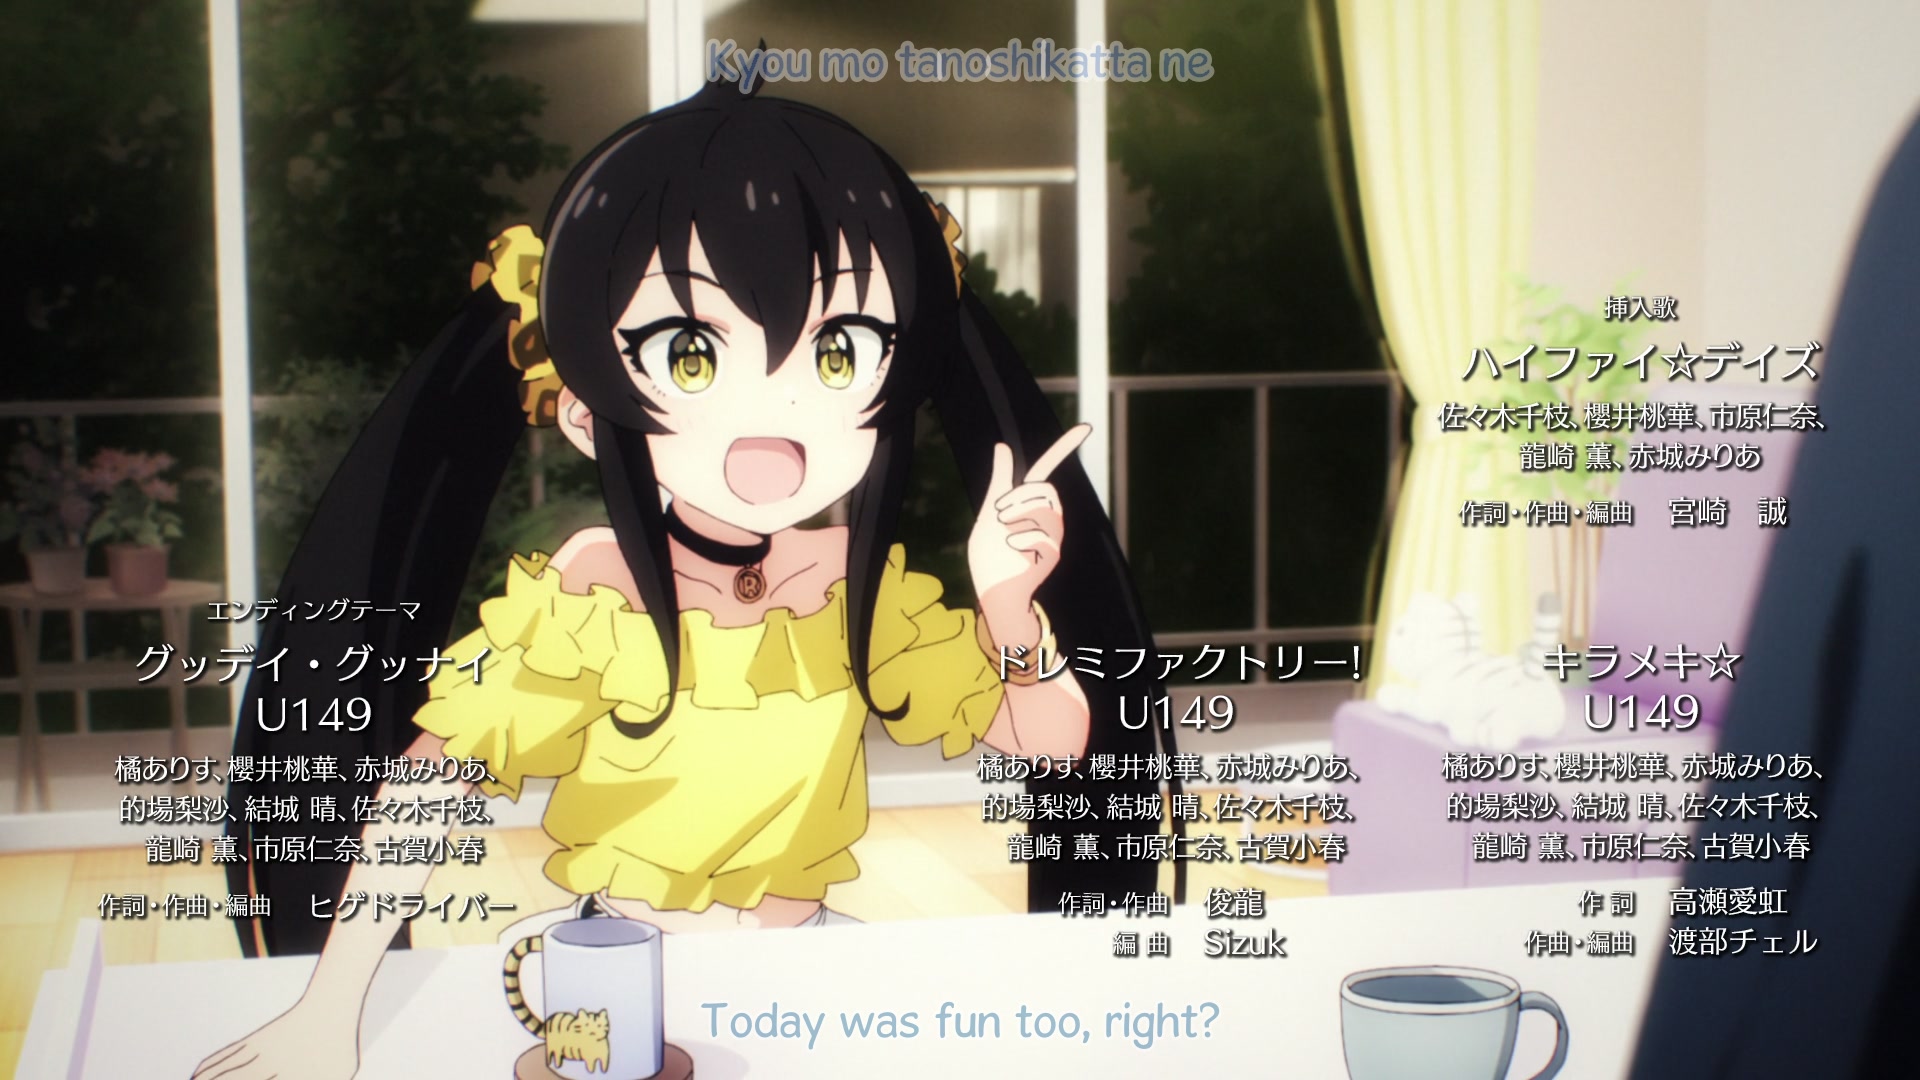 Kyou mo tanoshikatta ne
挿入歌
ハイファイ☆デイズ
佐々木千枝、櫻井桃華、市原仁奈、
龍崎 薫、赤城みりあ
作詞・作曲・編曲 宮崎 誠
エンディングテーマ
グッデイ・グッナイ
U149
橘ありす、櫻井桃華、赤城みりあ、
的場梨沙、結城 晴、佐々木千枝、
龍崎 薫、市原仁奈、古賀小春
作詞・作曲・編曲 ヒゲドライバー
ドレミファクトリー!
U149
橘ありす、櫻井桃華、赤城みりあ、
的場梨沙、結城 晴、佐々木千枝、
龍崎 薫、市原仁奈、古賀小春
作詞・作曲 俊龍
編 曲 Sizuk
キラメキ☆
U149
橘ありす、櫻井桃華、赤城みりあ、
的場梨沙、結城 晴、佐々木千枝、
龍崎 薫、市原仁奈、古賀小春
作 詞 高瀬愛虹
作曲・編曲 渡部チェル
R
Today was fun too, right?